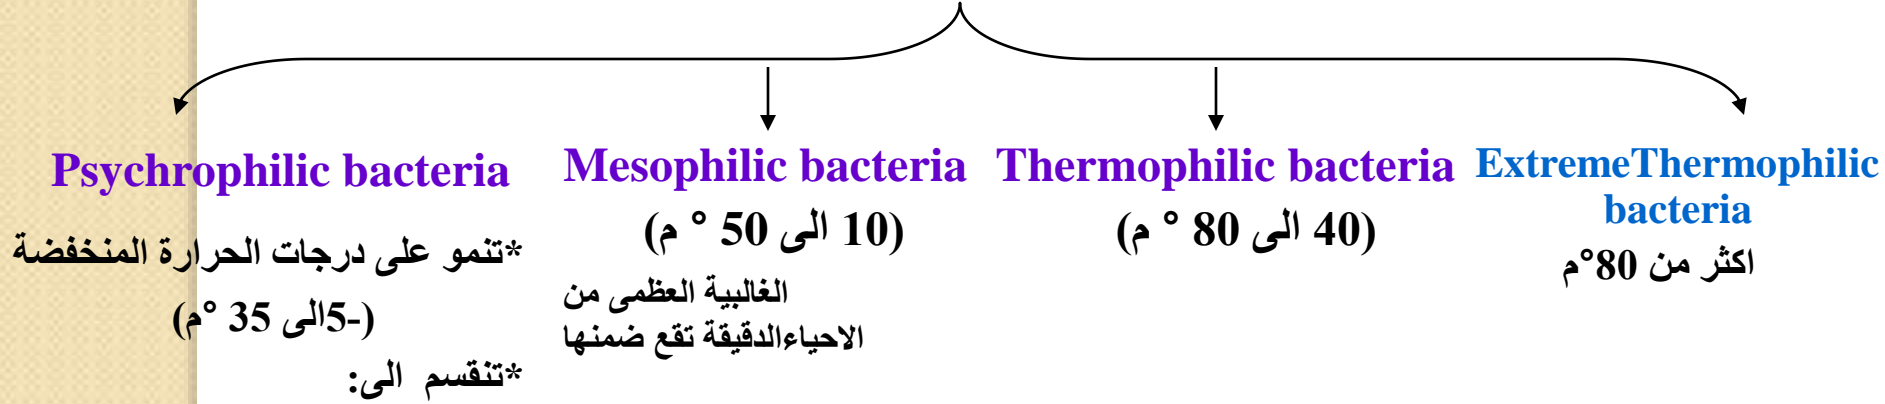 Psychrophilic bacteria
*تنمو على درجات الحرارة المنخفضة
(-5الى 35 °م)
*تنقسم الى:
Mesophilic bacteria
(10 الى 50 ° م)
الغالبية العظمى من
الاحياءالدقيقة تقع ضمنها
Thermophilic bacteria
(40 الى 80 ° م)
ExtremeThermophilic
bacteria
اكثر من 80°م